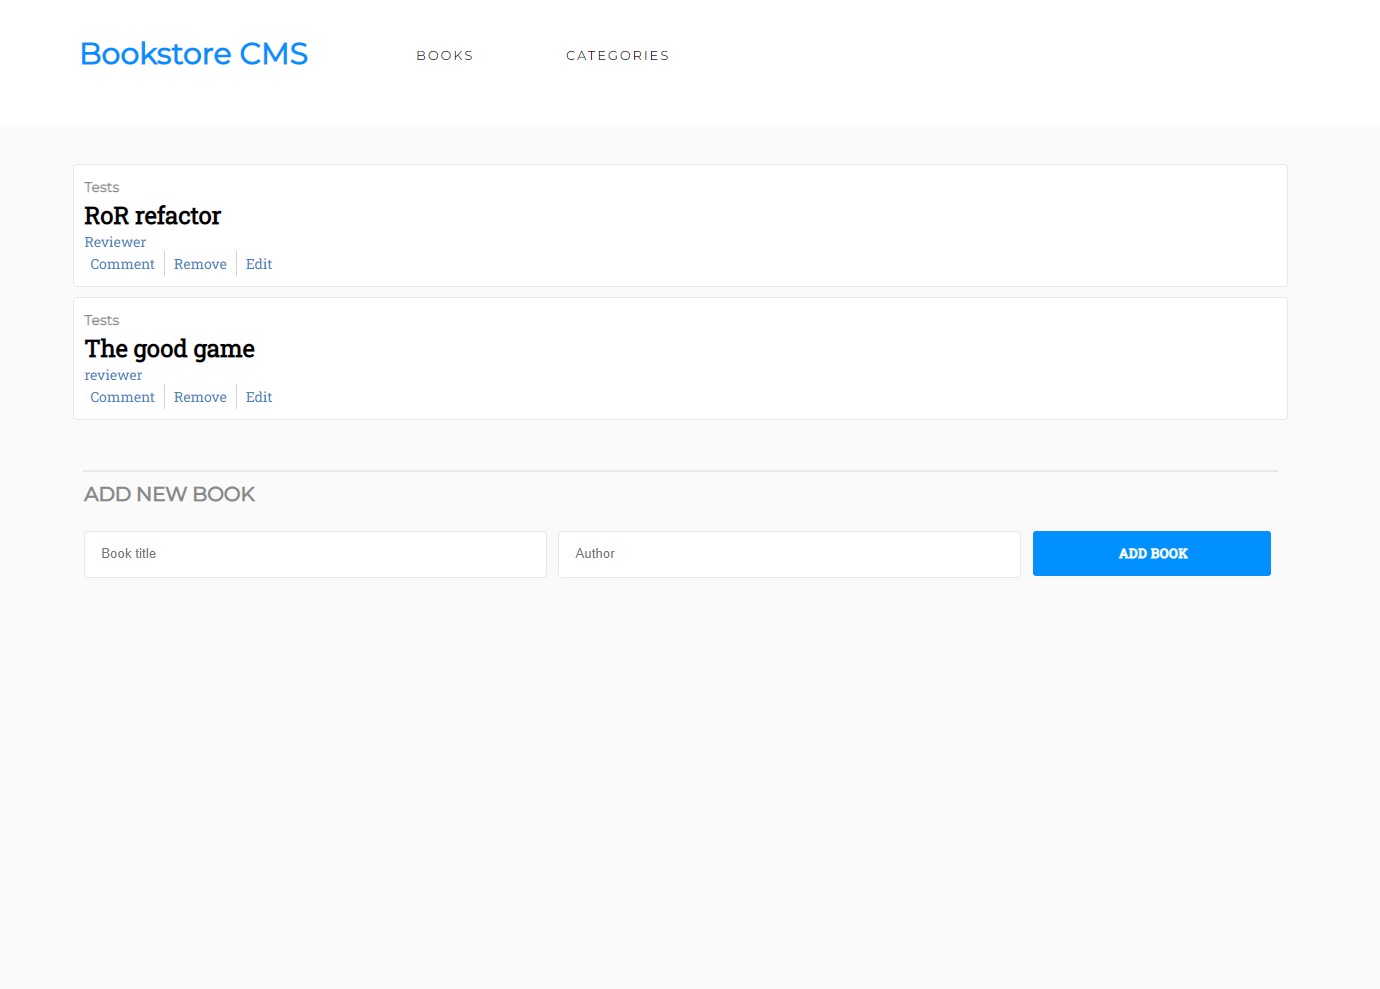 Bookstore CMS BOOKS CATEGORIES
Tests
RoR refactor
Reviewer
Comment Remove Edit
Tests
The good game
reviewer
Comment Remove Edit
ADD NEW BOOK
Book title Author ADD BOOK